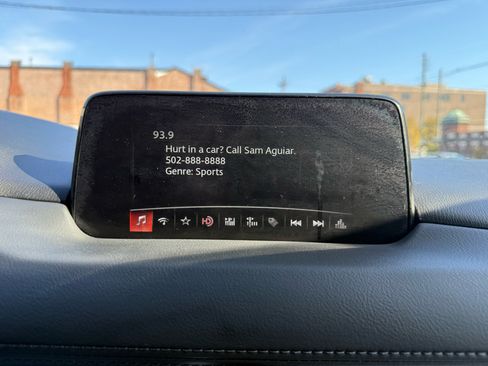 93.9
Hurt in a car? Call Sam Aguiar.
502-888-8888
Genre: Sports